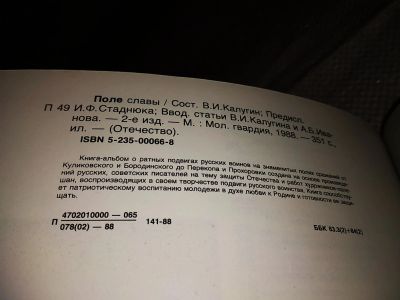 Поле славы / Сост. В.И.Калугин; Предисл.
П 49 И.Ф.Стаднюка; Ввод. статьи В.И.Калугина и А.Б.Ива-
нова. — 2-е изд. — М. : Мол. гвардия, 1988. — 351 с.,
ил. — (Отечество).
ISBN 5-235-00066-8
Книга-альбом о ратных подвигах русских воинов на знаменитых полях сражений от
Куликовского и Бородинского до Перекопа и Прохоровки создана на основе произведе-
ний русских, советских писателей на тему защиты Отечества и работ художников-
воспроизводящих в своем творчестве подвиги русского воинства. Книга способствует
патриотическому воспитанию молодежи в духе любви к Родине и готовности ее защи-
щать.
П 4702010000 — 065
078(02) — 88
141-88
ББК 63.3(2)+84(2)